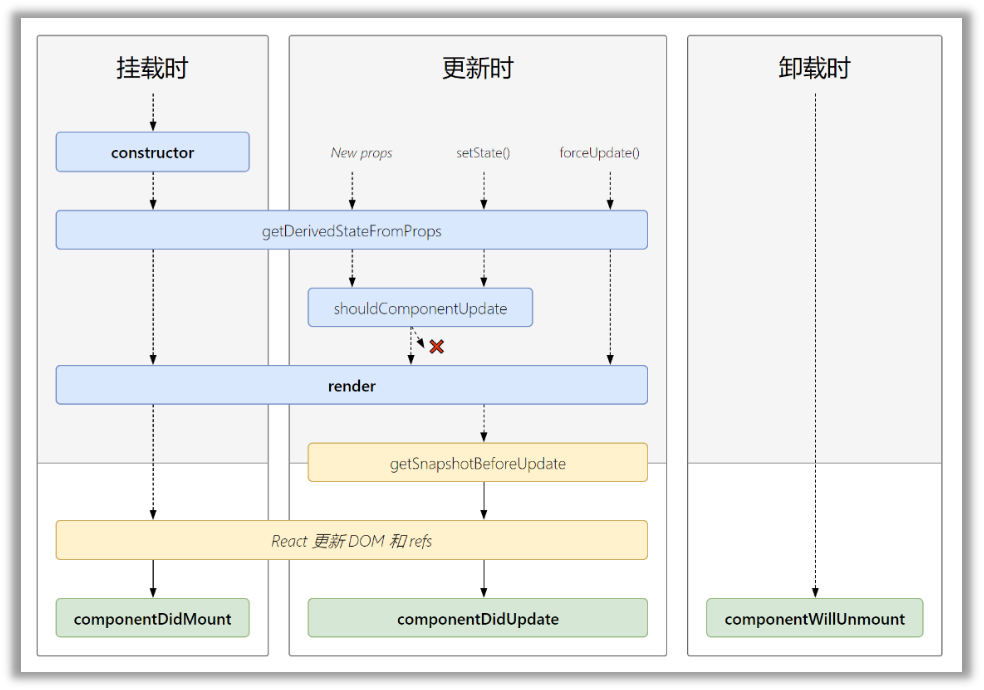 挂载时
更新时
卸载时
constructor
New props
setState()
forceUpdate()
getDerivedStateFromProps
shouldComponentUpdate
render
getSnapshotBeforeUpdate
React 更新 DOM 和 refs
componentDidMount
componentDidUpdate
componentWillUnmount